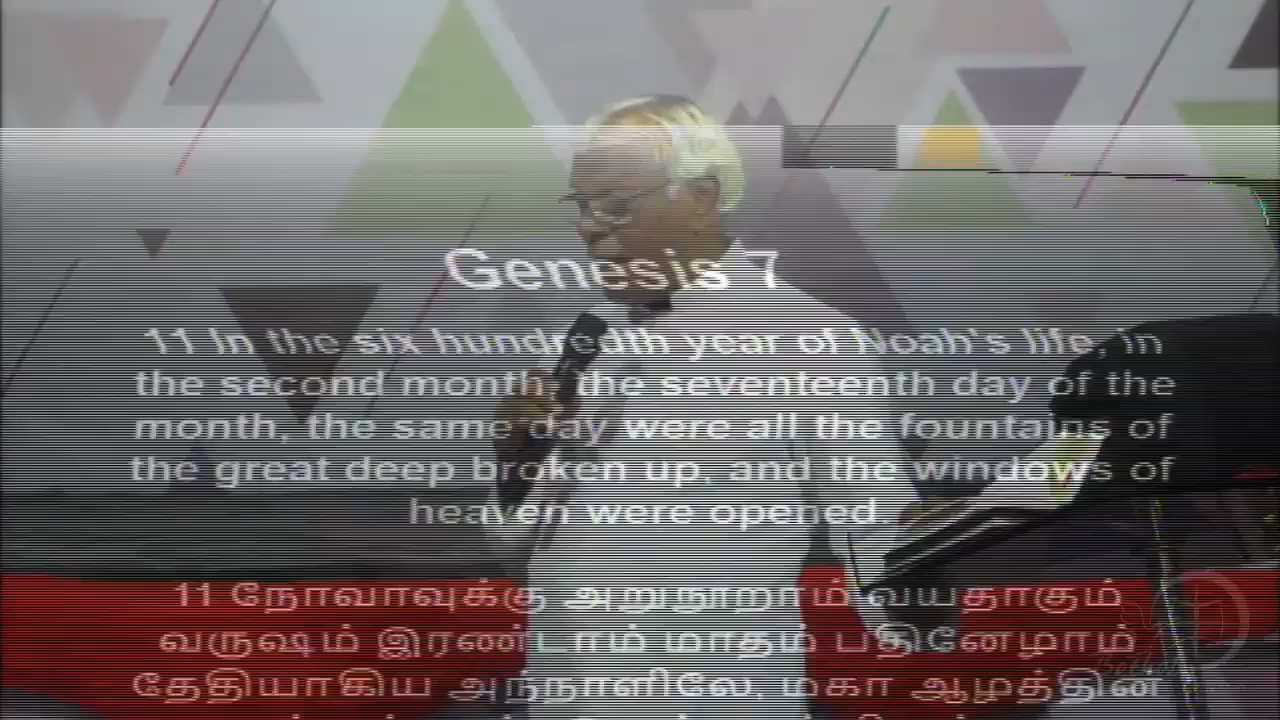 Genesis 7
11 In the six hundredth year of Noah's life, in
the second month, the seventeenth day of the
month, the same day were all the fountains of
the great deep broken up, and the windows of
heaven were opened.
11 நோவாவுக்கு அறுநூறாம் வயதாகும்
வருஷம் இரண்டாம் மாதம் பதினேழாம்
தேதியாகிய அந்நாளிலே, மகா ஆழத்தின்